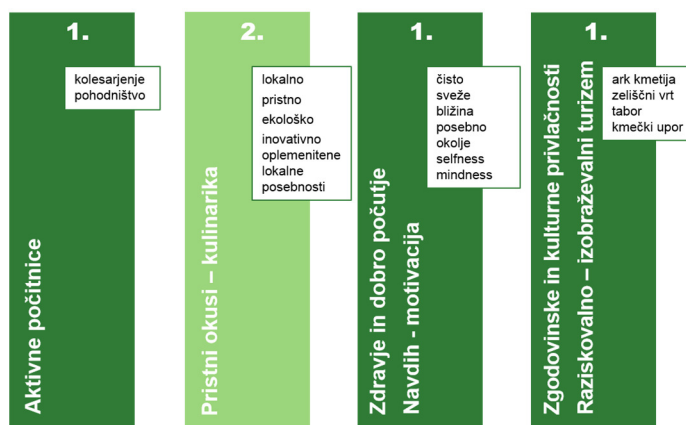 1.
kolesarjenje
pohodništvo
Aktivne počitnice
2.
lokalno
pristno
ekološko
inovativno
oplemenitene
lokalne
posebnosti
Pristni okusi – kulinarika
1.
čisto
sveže
bližina
posebno
okolje
selfness
mindness
Zdravje in dobro počutje
Navdih - motivacija
1.
ark kmetija
zeliščni vrt
tabor
kmečki upor
Zgodovinske in kulturne privlačnosti
Raziskovalno – izobraževalni turizem